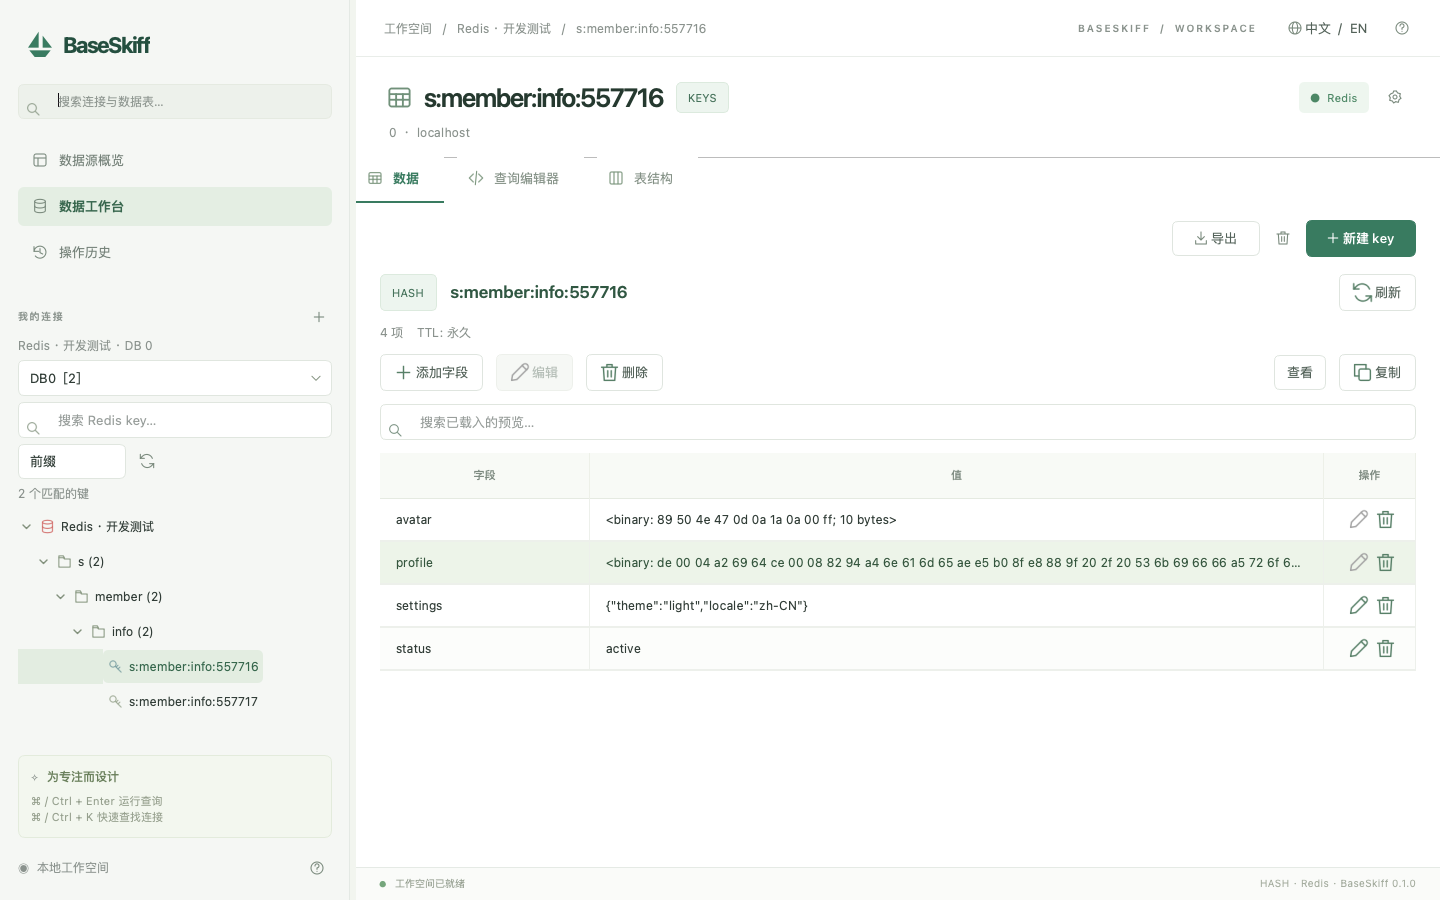 BaseSkiff
搜索连接与数据表...
数据源概览
数据工作台
操作历史
我的连接
Redis · 开发测试 · DB 0
DB0 [2]
搜索 Redis key...
前缀
2 个匹配的键
Redis · 开发测试
s (2)
member (2)
info (2)
s:member:info:557716
s:member:info:557717
为专注而设计
⌘ / Ctrl + Enter 运行查询
⌘ / Ctrl + K 快速查找连接
本地工作空间
工作空间 / Redis · 开发测试 / s:member:info:557716
BASESKIFF / WORKSPACE
中文 / EN
s:member:info:557716 KEYS
Redis
0 · localhost
数据 查询编辑器 表结构
导出 + 新建 key
HASH s:member:info:557716
刷新
4 项 TTL: 永久
添加字段 编辑 删除
查看 复制
搜索已载入的预览...
字段 值 操作
avatar <binary: 89 50 4e 47 0d 0a 1a 0a 00 ff; 10 bytes>
profile <binary: de 00 04 a2 69 64 ce 00 08 82 94 a4 6e 61 6d 65 ae e5 b0 8f e8 88 9f 20 2f 20 53 6b 69 66 66 a5 72 6f 6...
settings {"theme":"light","locale":"zh-CN"}
status active
工作空间已就绪
HASH · Redis · BaseSkiff 0.1.0